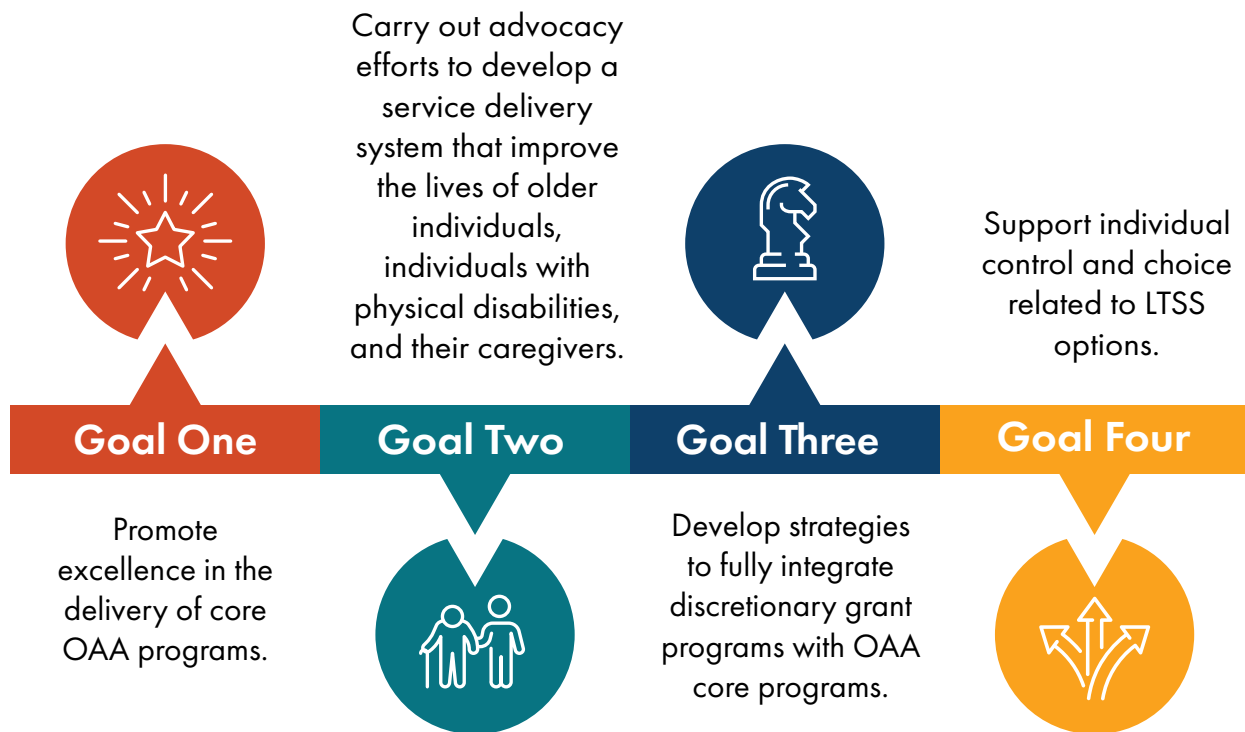 Goal One
Promote
excellence in the
delivery of core
OAA programs.
Carry out advocacy
efforts to develop a
service delivery
system that improve
the lives of older
individuals,
individuals with
physical disabilities,
and their caregivers.
Goal Two
Goal Three
Develop strategies
to fully integrate
discretionary grant
programs with OAA
core programs.
Support individual
control and choice
related to LTSS
options.
Goal Four